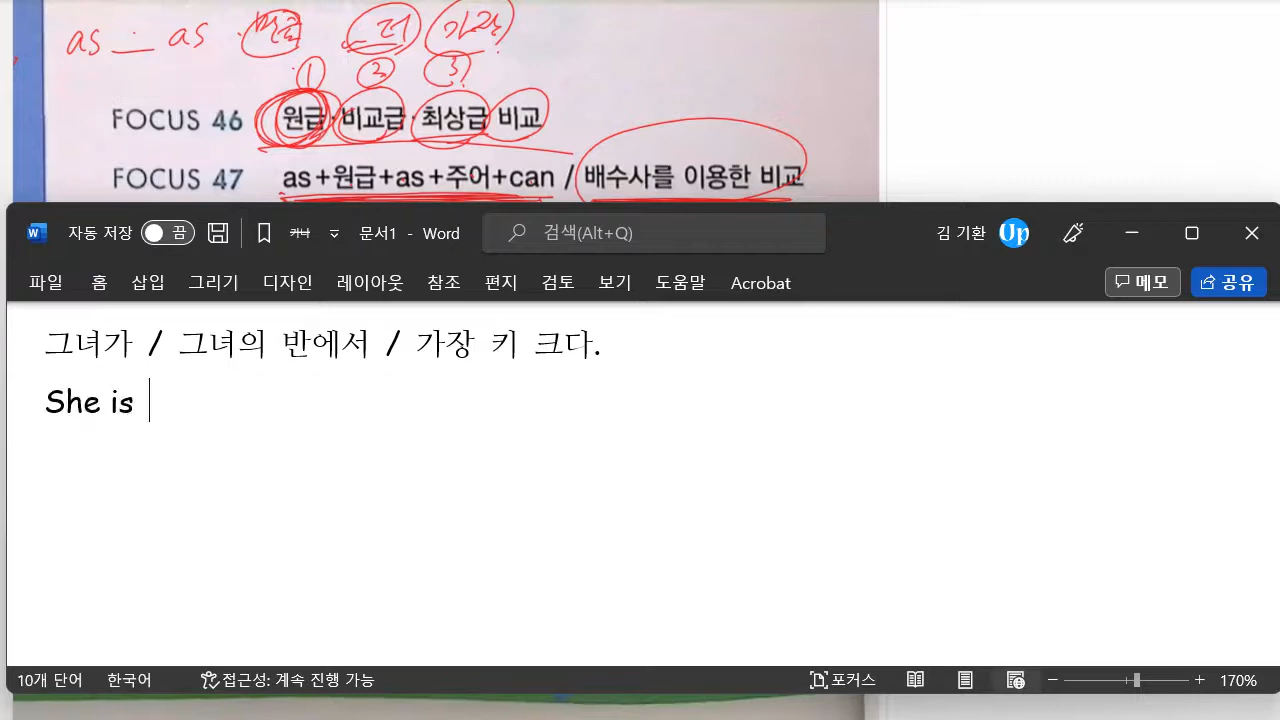 as _ as 만큼 더 가장
① ② ③
FOCUS 46 원급·비교급·최상급 비교
FOCUS 47 as+원급+as+주어+can / 배수사를 이용한 비교
자동 저장 끔 문서1 - Word 검색(Alt+Q) 김 기환 Up
파일 홈 삽입 그리기 디자인 레이아웃 참조 편지 검토 보기 도움말 Acrobat 메모 공유
그녀가 / 그녀의 반에서 / 가장 키 크다.
She is
10개 단어 한국어 접근성: 계속 진행 가능 포커스 170%